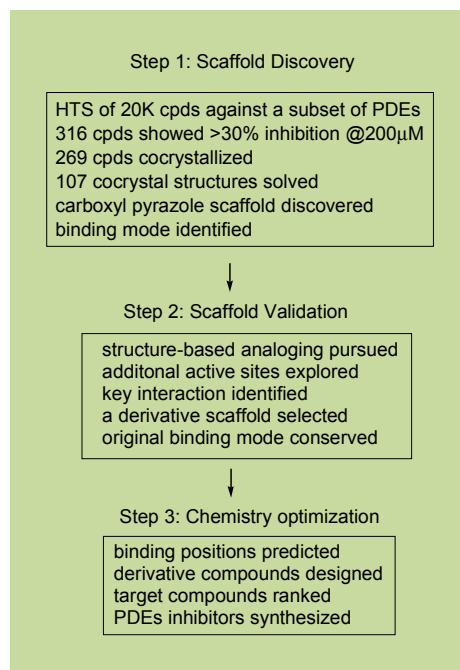 Step 1: Scaffold Discovery
HTS of 20K cpds against a subset of PDEs
316 cpds showed >30% inhibition @200μM
269 cpds cocrystallized
107 cocrystal structures solved
carboxyl pyrazole scaffold discovered
binding mode identified
Step 2: Scaffold Validation
structure-based analoging pursued
additonal active sites explored
key interaction identified
a derivative scaffold selected
original binding mode conserved
Step 3: Chemistry optimization
binding positions predicted
derivative compounds designed
target compounds ranked
PDEs inhibitors synthesized